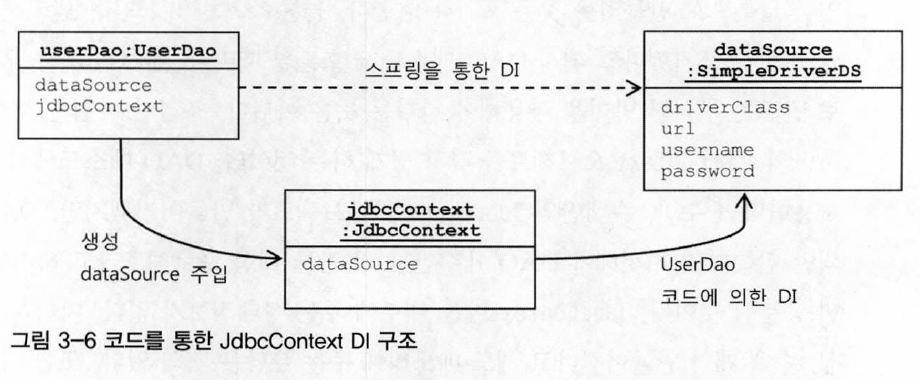 userDao:UserDao
dataSource
jdbcContext
스프링을 통한 DI
dataSource
:SimpleDriverDS
driverClass
url
username
password
생성
dataSource 주입
jdbcContext
:JdbcContext
dataSource
UserDao
코드에 의한 DI
그림 3-6 코드를 통한 JdbcContext DI 구조